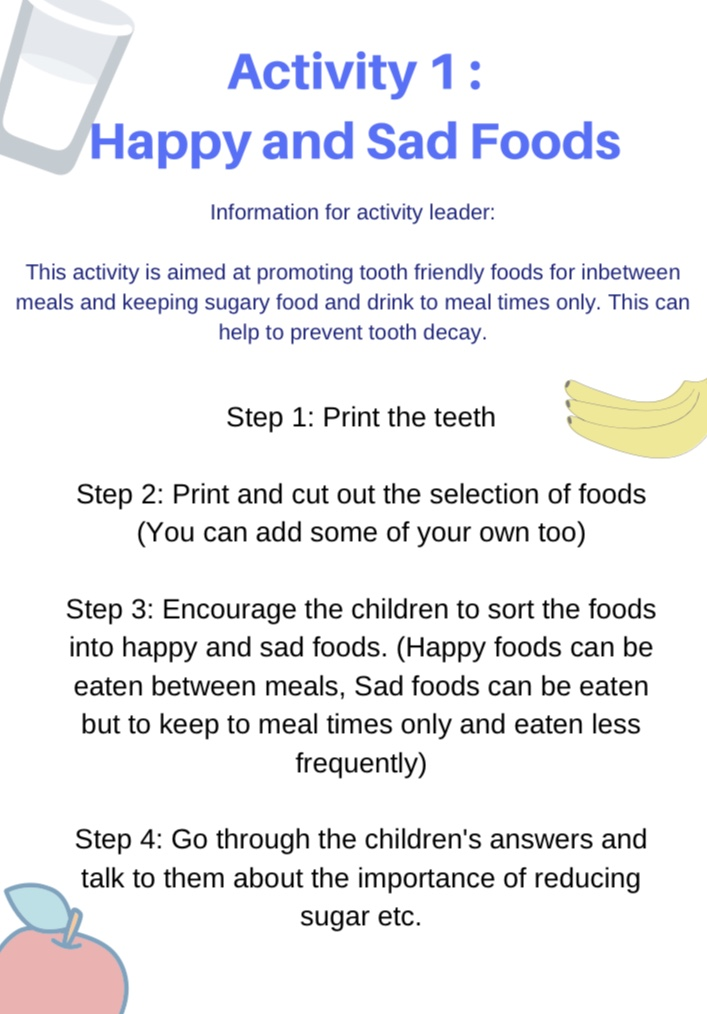 Activity 1 :
Happy and Sad Foods
Information for activity leader:
This activity is aimed at promoting tooth friendly foods for inbetween
meals and keeping sugary food and drink to meal times only. This can
help to prevent tooth decay.
Step 1: Print the teeth
Step 2: Print and cut out the selection of foods
(You can add some of your own too)
Step 3: Encourage the children to sort the foods
into happy and sad foods. (Happy foods can be
eaten between meals, Sad foods can be eaten
but to keep to meal times only and eaten less
frequently)
Step 4: Go through the children's answers and
talk to them about the importance of reducing
sugar etc.